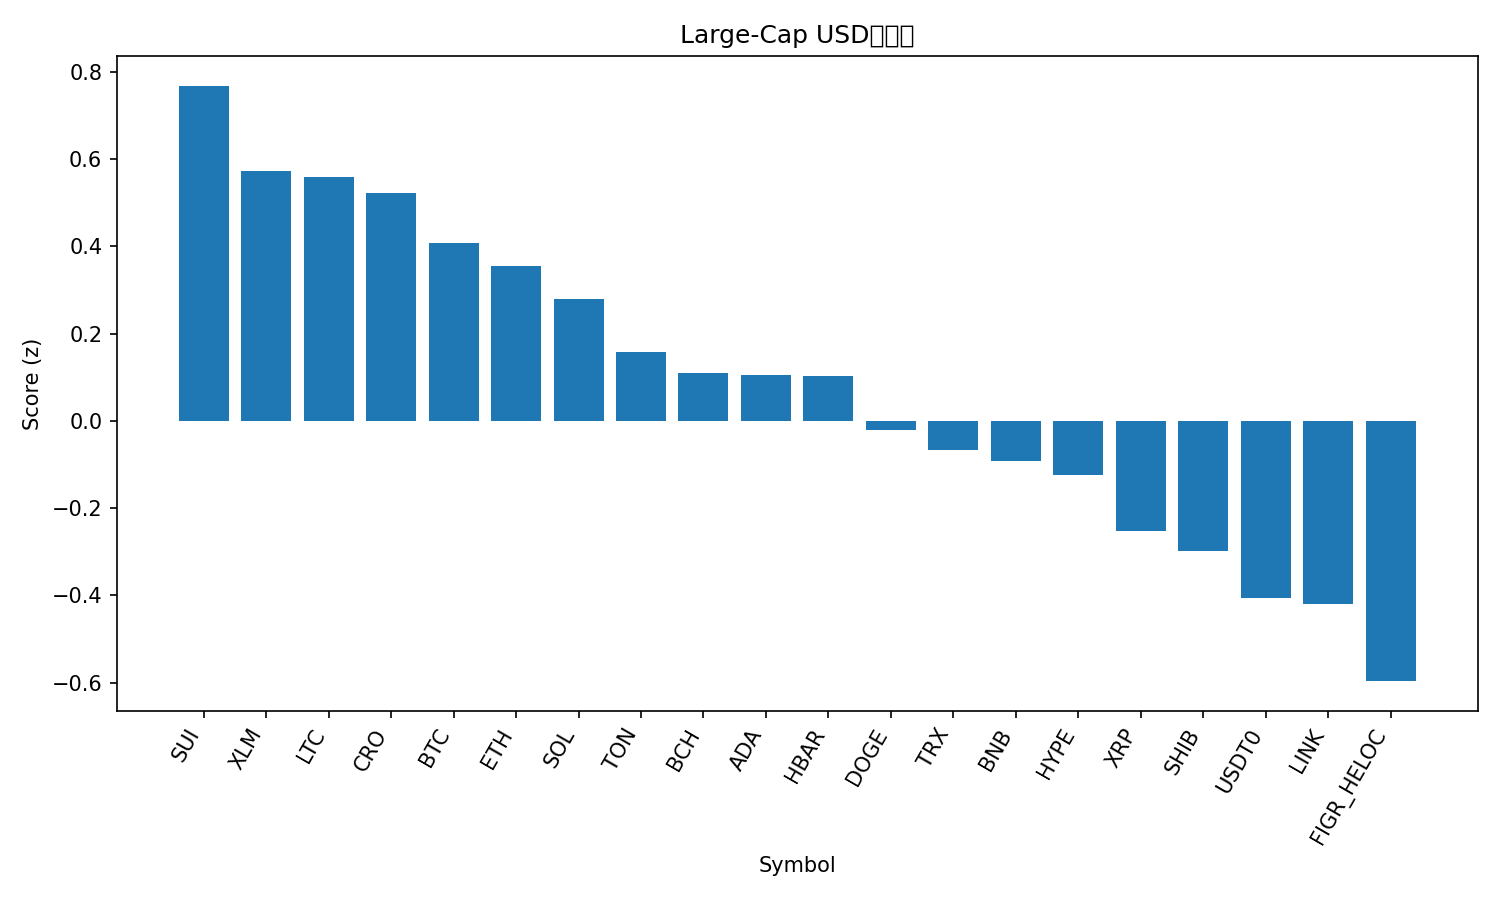 Large-Cap USD
0.8
0.6
0.4
0.2
0.0
−0.2
−0.4
−0.6
Score (z)
SUI
XLM
LTC
CRO
BTC
ETH
SOL
TON
BCH
ADA
HBAR
DOGE
TRX
BNB
HYPE
XRP
SHIB
USDT0
LINK
FIGR_HELOC
Symbol